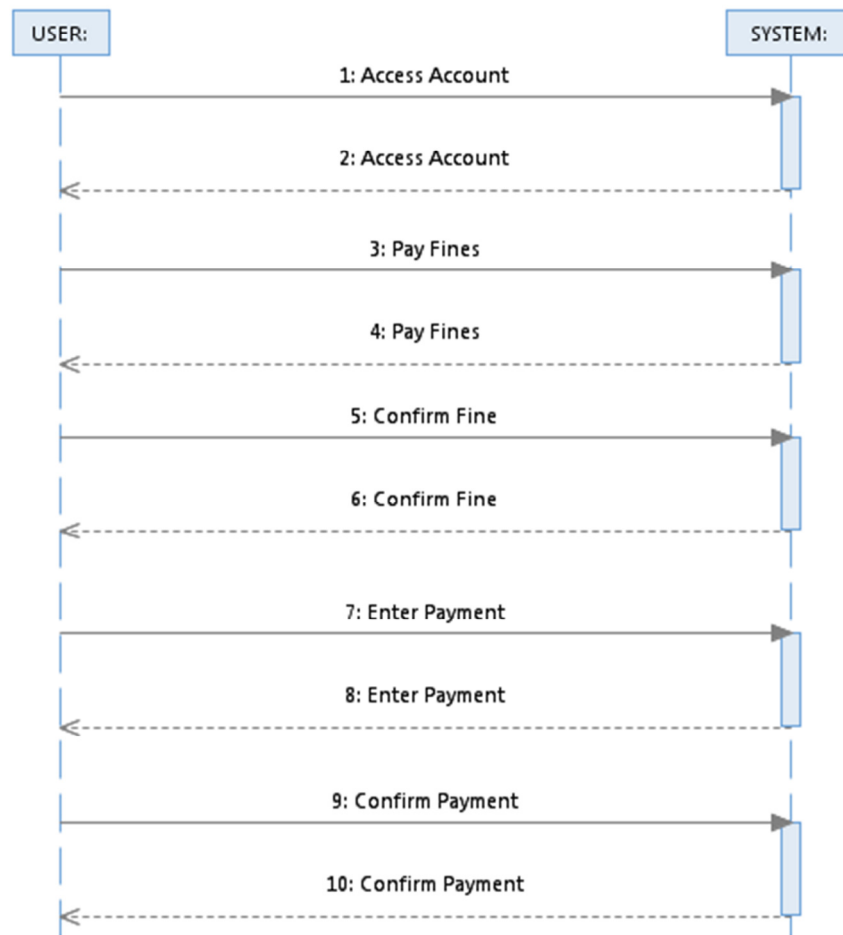 USER:
SYSTEM:
1: Access Account
2: Access Account
3: Pay Fines
4: Pay Fines
5: Confirm Fine
6: Confirm Fine
7: Enter Payment
8: Enter Payment
9: Confirm Payment
10: Confirm Payment